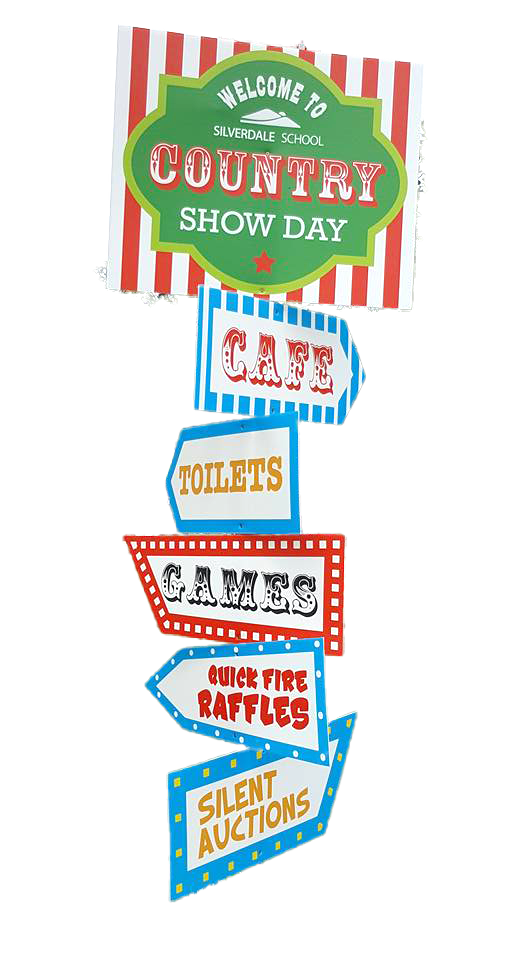 WELCOME TO
SILVERDALE SCHOOL
COUNTRY
SHOW DAY
CAFE
TOILETS
GAMES
QUICK FIRE
RAFFLES
SILENT
AUCTIONS